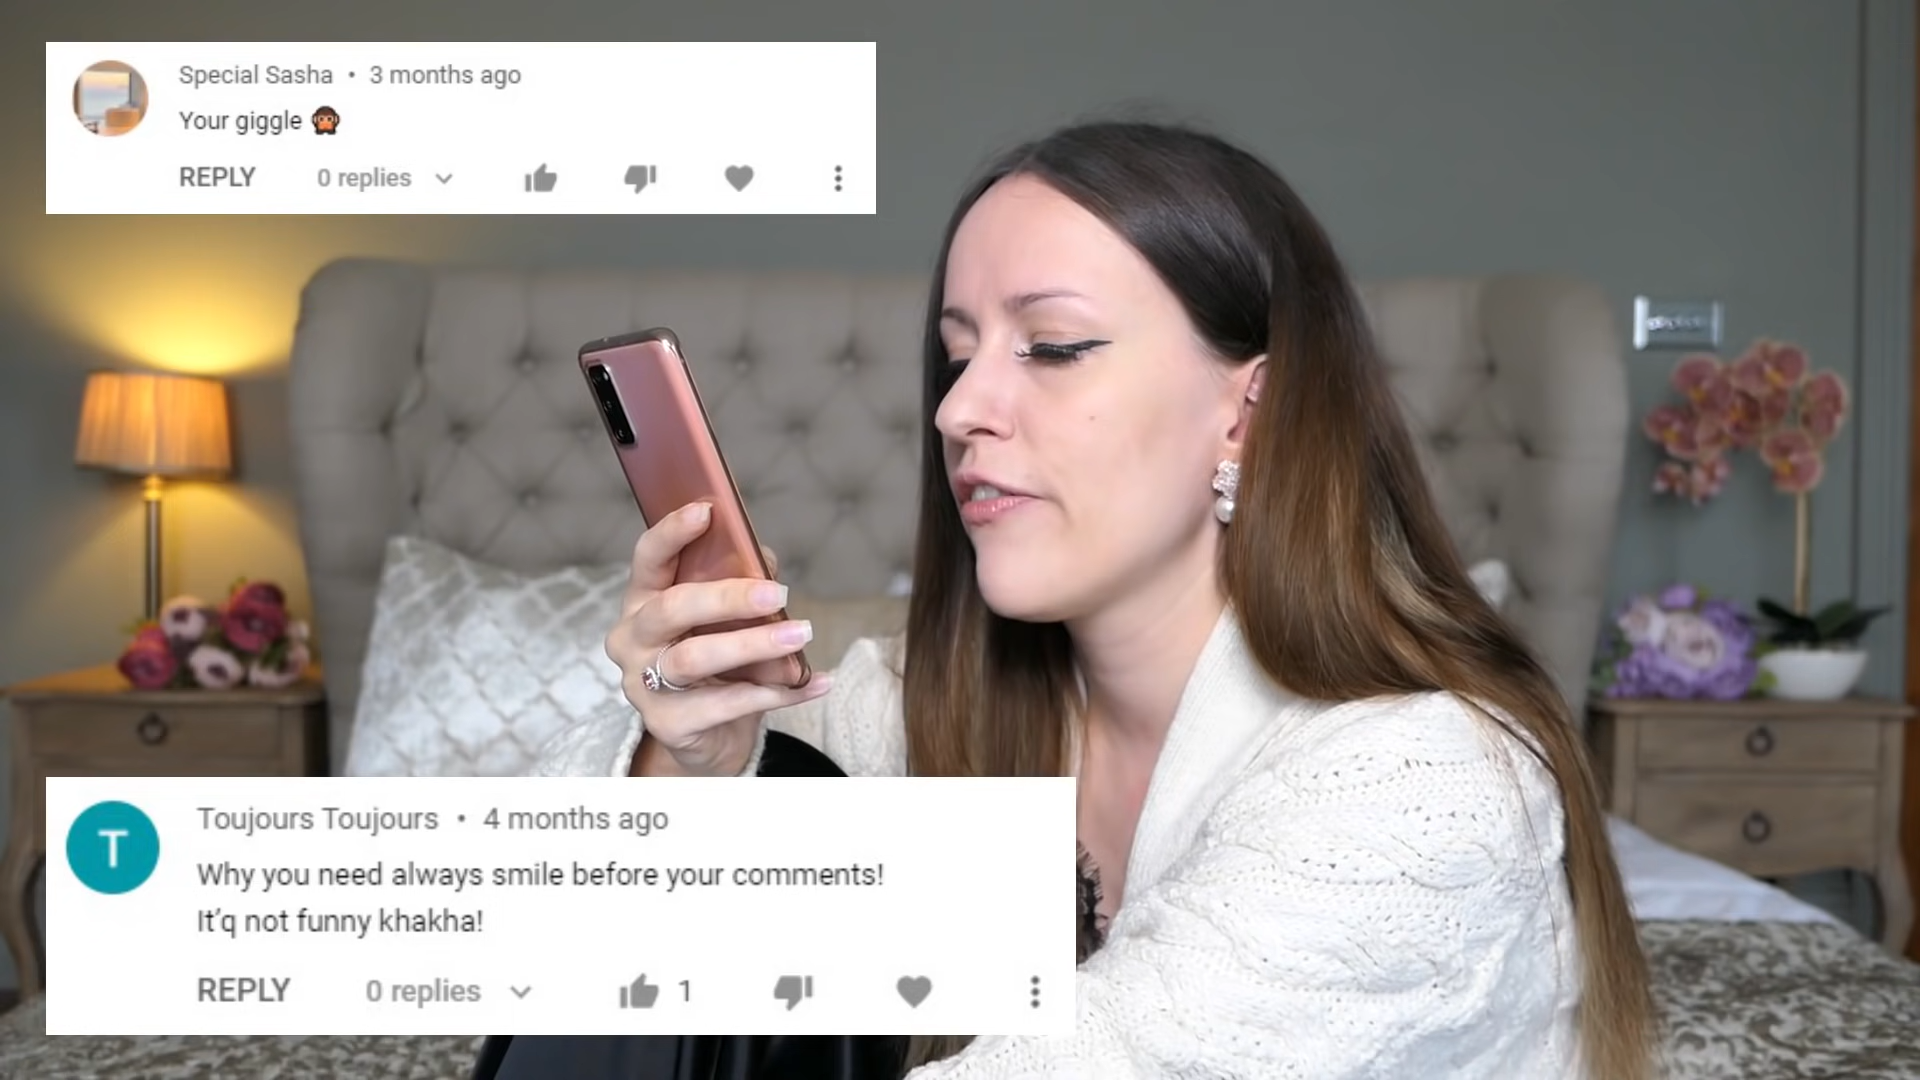 Special Sasha • 3 months ago
Your giggle 🙊
REPLY 0 replies
T
Toujours Toujours • 4 months ago
Why you need always smile before your comments!
It'q not funny khakha!
REPLY 0 replies 1